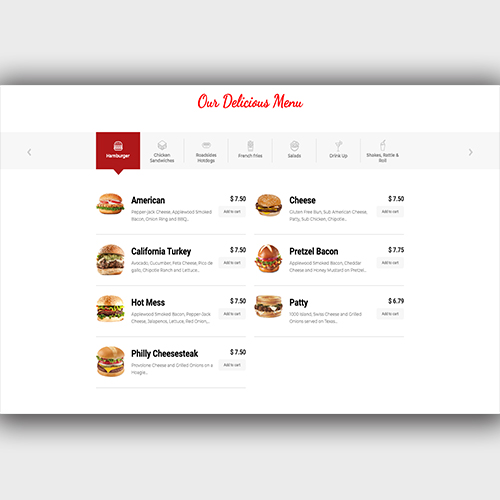 Our Delicious Menu
Hamburger
Chicken
Sandwiches
Roadsides
Hotdogs
French Fries
Salads
Drink Up
Shakes, Rattle &
Roll
American
$ 7.50
Pepper-Jack Cheese, Applewood Smoked
Bacon, Onion Ring and BBQ...
Add to cart
Cheese
$ 7.50
Gluten Free Bun, Sub American Cheese,
Patty, Sub Chicken, Chipotle...
Add to cart
California Turkey
$ 7.50
Avocado, Cucumber, Feta Cheese, Pico de
gallo, Chipotle Ranch and Lettuce...
Add to cart
Pretzel Bacon
$ 7.75
Applewood Smoked Bacon, Cheddar
Cheese and Honey Mustard on Pretzel...
Add to cart
Hot Mess
$ 7.50
Applewood Smoked Bacon, Pepper-Jack
Cheese, Jalapenos, Lettuce, Red Onion,...
Add to cart
Patty
$ 6.79
1000 Island, Swiss Cheese and Grilled
Onions served on Texas...
Add to cart
Philly Cheesesteak
$ 7.50
Provolone Cheese and Grilled Onions on a
Hoagie...
Add to cart